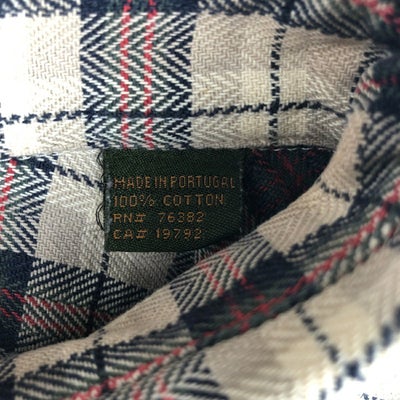 MADE IN PORTUGAL
100% COTTON
RN# 76382
CA# 19792